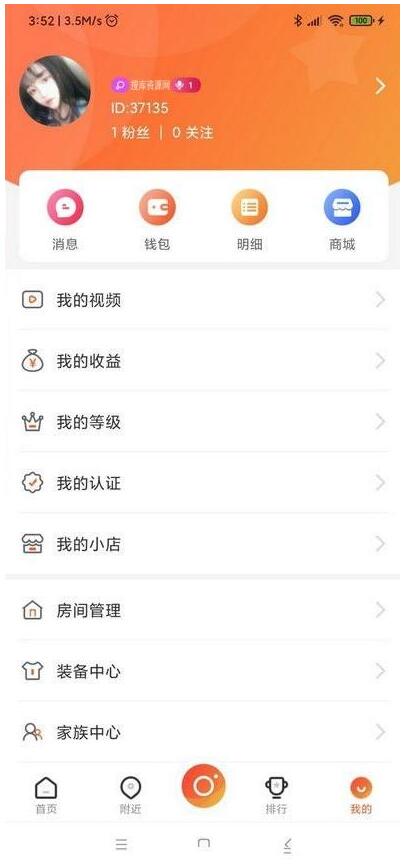 3:52 | 3.5M/s
100
搜库资源网 1
ID:37135
1 粉丝 | 0 关注
消息 钱包 明细 商城
我的视频
我的收益
我的等级
我的认证
我的小店
房间管理
装备中心
家族中心
首页 附近 排行 我的